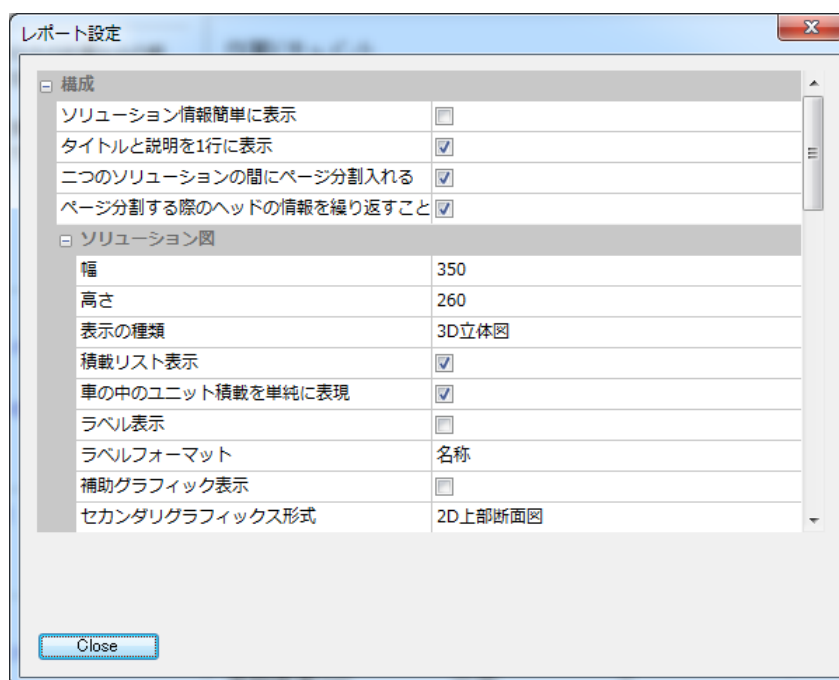 レポート設定
構成
ソリューション情報簡単に表示
タイトルと説明を1行に表示
二つのソリューションの間にページ分割入れる
ページ分割する際のヘッドの情報を繰り返すこと
ソリューション図
幅 350
高さ 260
表示の種類 3D立体図
積載リスト表示
車の中のユニット積載を単純に表現
ラベル表示
ラベルフォーマット 名称
補助グラフィック表示
セカンダリグラフィックス形式 2D上部断面図
Close